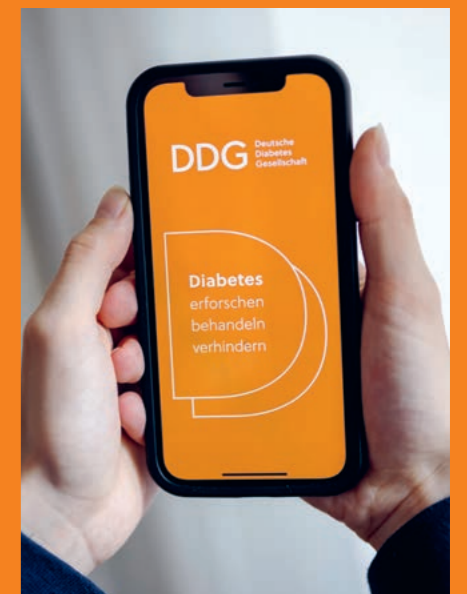 DDG
Deutsche
Diabetes
Gesellschaft
Diabetes
erforschen
behandeln
verhindern